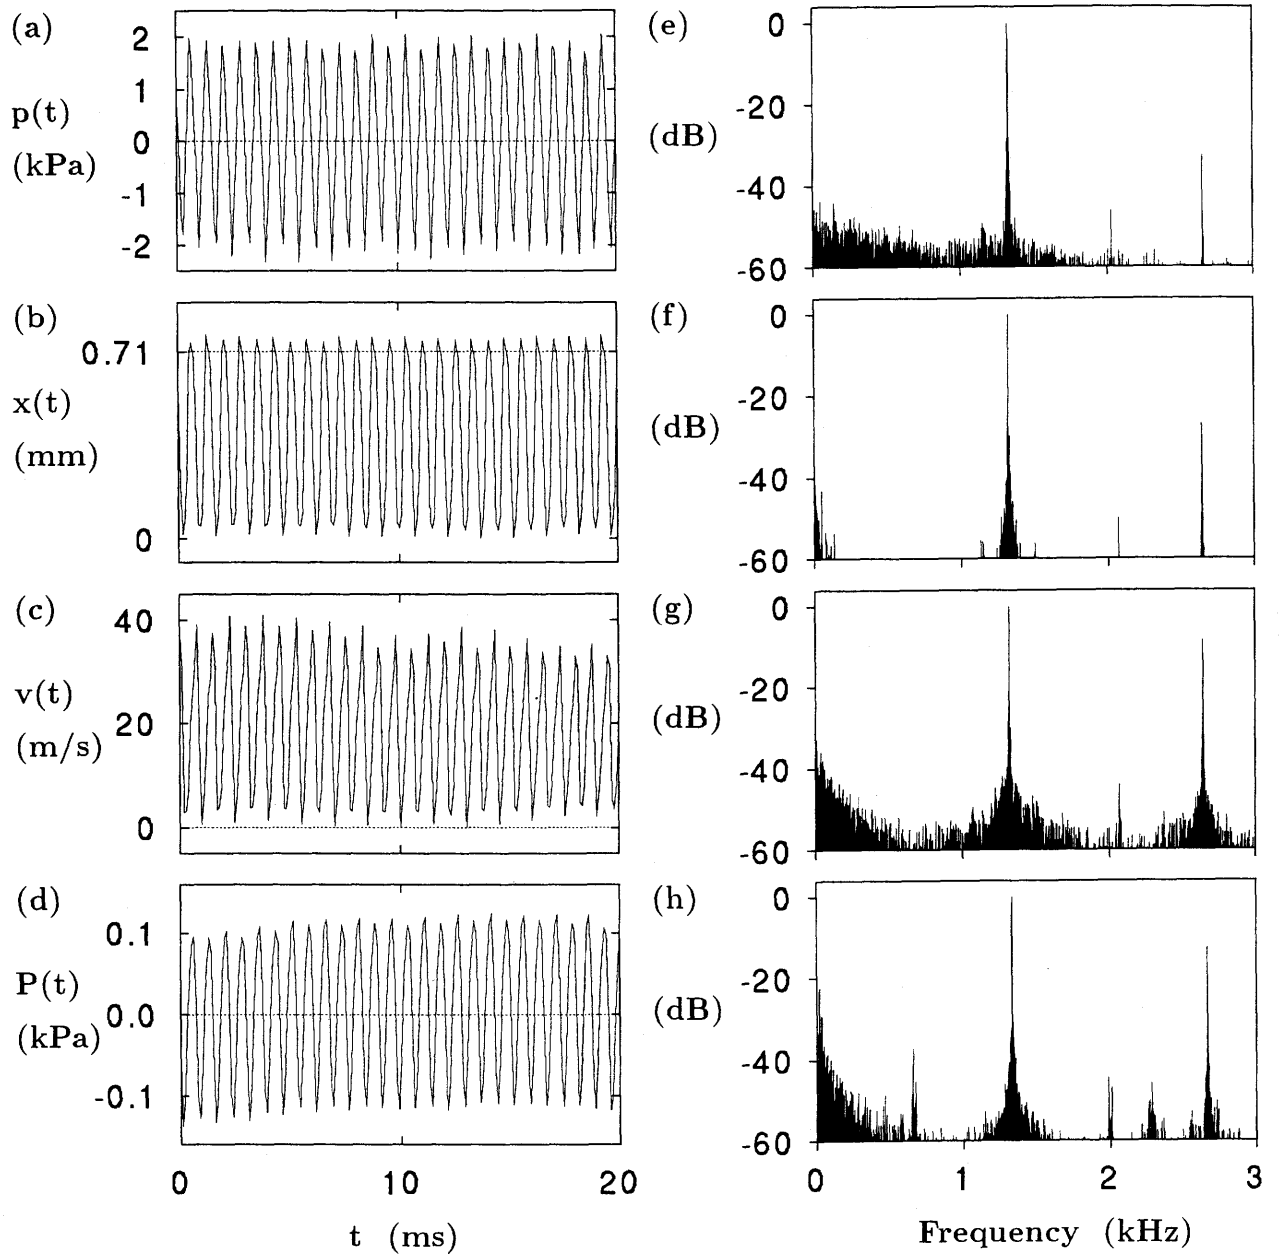 (a)
p(t)
(kPa)
2
1
0
-1
-2
(b)
x(t)
(mm)
0.71
0
(c)
v(t)
(m/s)
40
20
0
(d)
P(t)
(kPa)
0.1
0.0
-0.1
0 10 20
t (ms)
(e)
(dB)
0
-20
-40
-60
(f)
(dB)
0
-20
-40
-60
(g)
(dB)
0
-20
-40
-60
(h)
(dB)
0
-20
-40
-60
0 1 2 3
Frequency (kHz)